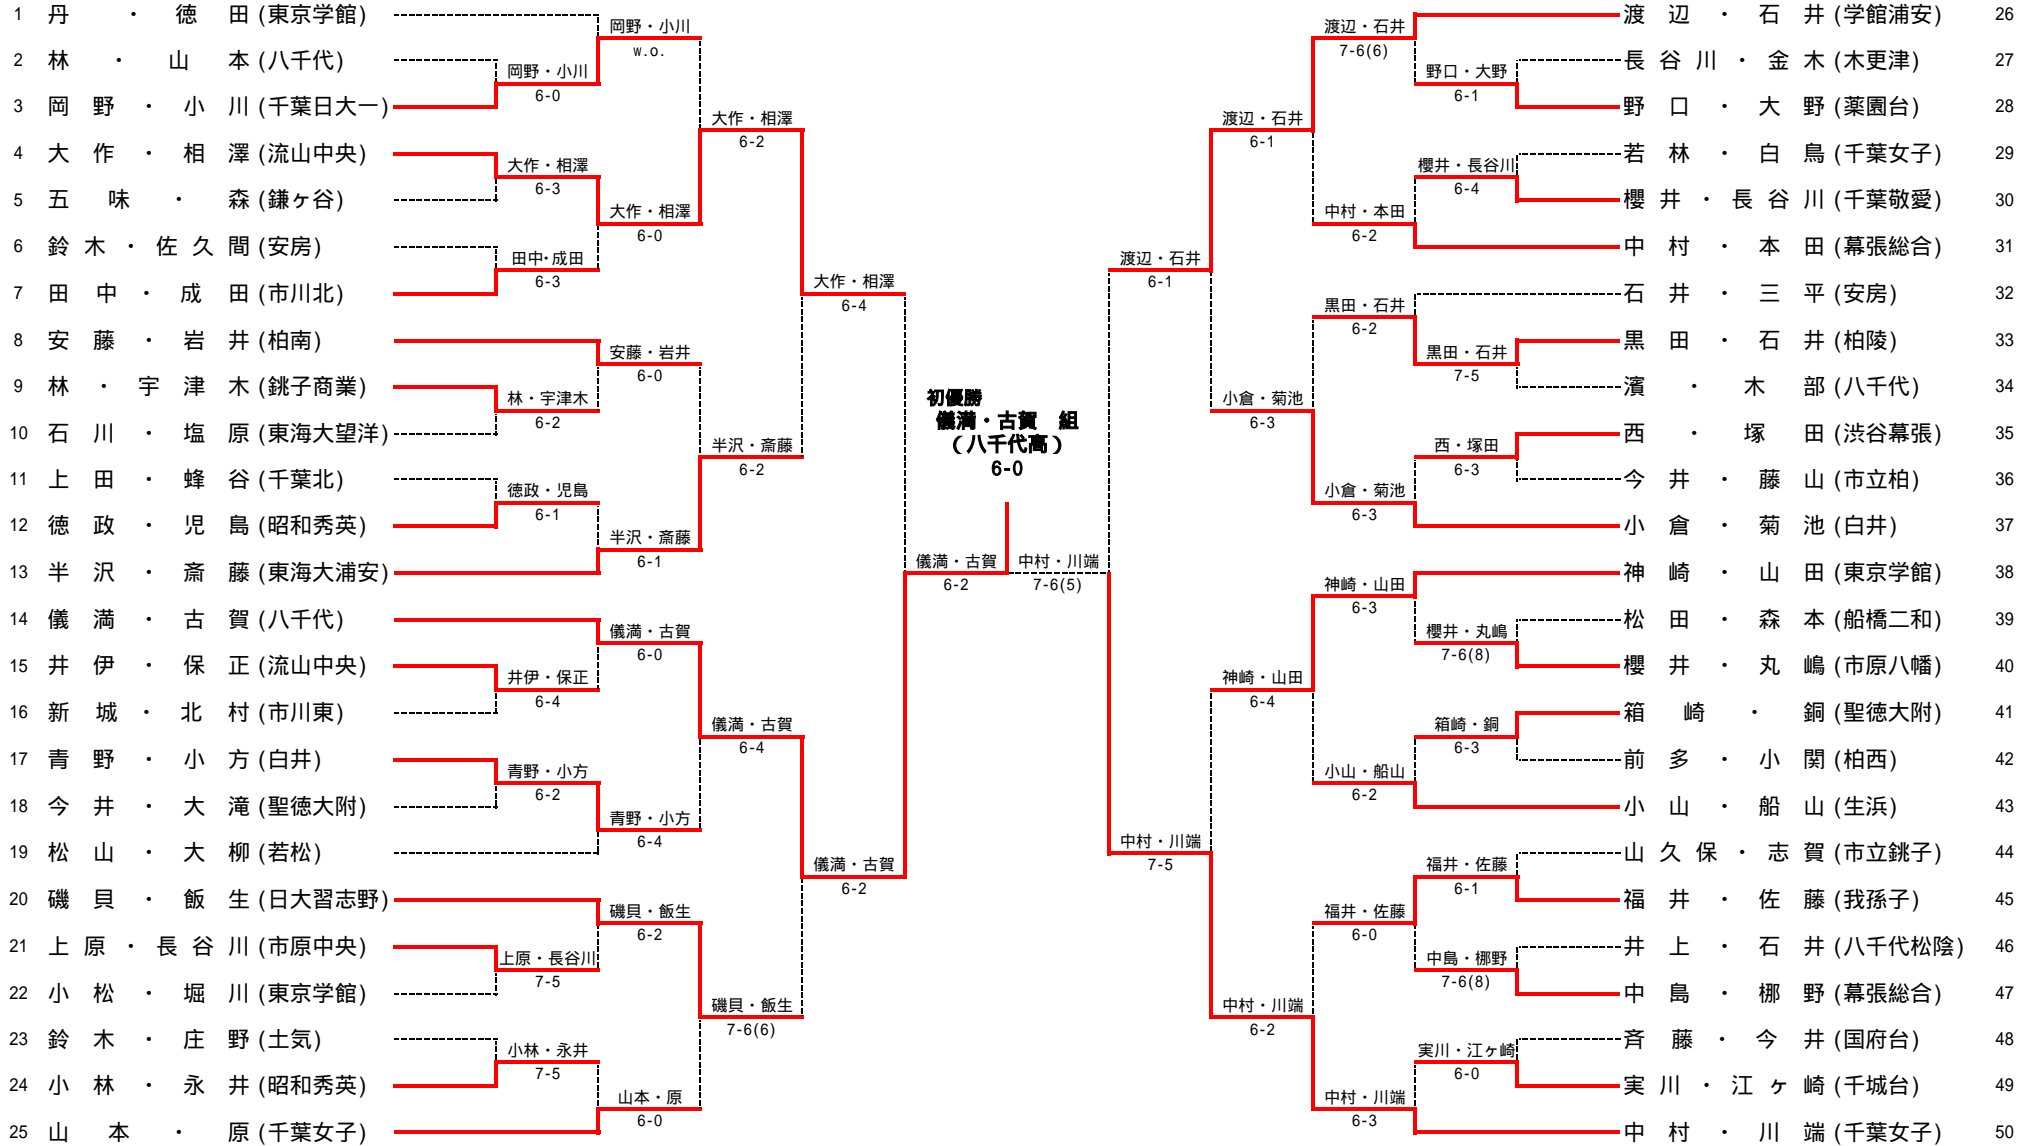 1 丹・徳田 (東京学館)
2 林・山本 (八千代)
3 岡野・小川 (千葉日大一)
4 大作・相澤 (流山中央)
5 五味・森 (鎌ヶ谷)
6 鈴木・佐久間 (安房)
7 田中・成田 (市川北)
8 安藤・岩井 (柏南)
9 林・宇津木 (銚子商業)
10 石川・塩原 (東海大望洋)
11 上田・蜂谷 (千葉北)
12 徳政・児島 (昭和秀英)
13 半沢・斎藤 (東海大浦安)
14 儀満・古賀 (八千代)
15 井伊・保正 (流山中央)
16 新城・北村 (市川東)
17 青野・小方 (白井)
18 今井・大滝 (聖徳大附)
19 松山・大柳 (若松)
20 磯貝・飯生 (日大習志野)
21 上原・長谷川 (市原中央)
22 小松・堀川 (東京学館)
23 鈴木・庄野 (土気)
24 小林・永井 (昭和秀英)
25 山本・原 (千葉女子)
岡野・小川
6-0
大作・相澤
6-3
田中・成田
6-3
林・宇津木
6-2
徳政・児島
6-1
井伊・保正
6-4
青野・小方
6-2
上原・長谷川
7-5
小林・永井
7-5
岡野・小川
w.o.
大作・相澤
6-0
安藤・岩井
6-0
半沢・斎藤
6-1
儀満・古賀
6-0
青野・小方
6-4
磯貝・飯生
6-2
山本・原
6-0
大作・相澤
6-2
半沢・斎藤
6-2
儀満・古賀
6-4
磯貝・飯生
7-6(6)
大作・相澤
6-4
儀満・古賀
6-2
儀満・古賀
6-2
初優勝
儀満・古賀 組
(八千代高)
6-0
中村・川端
7-6(5)
渡辺・石井
6-1
中村・川端
7-5
渡辺・石井
6-1
小倉・菊池
6-3
神崎・山田
6-4
中村・川端
6-2
渡辺・石井
7-6(6)
中村・本田
6-2
黒田・石井
6-2
小倉・菊池
6-3
神崎・山田
6-3
小山・船山
6-2
福井・佐藤
6-0
中村・川端
6-3
野口・大野
6-1
櫻井・長谷川
6-4
黒田・石井
7-5
西・塚田
6-3
櫻井・丸嶋
7-6(8)
箱崎・銅
6-3
福井・佐藤
6-1
中島・梛野
7-6(8)
実川・江ヶ崎
6-0
渡辺・石井 (学館浦安) 26
長谷川・金木 (木更津) 27
野口・大野 (薬園台) 28
若林・白鳥 (千葉女子) 29
櫻井・長谷川 (千葉敬愛) 30
中村・本田 (幕張総合) 31
石井・三平 (安房) 32
黒田・石井 (柏陵) 33
濱・木部 (八千代) 34
西・塚田 (渋谷幕張) 35
今井・藤山 (市立柏) 36
小倉・菊池 (白井) 37
神崎・山田 (東京学館) 38
松田・森本 (船橋二和) 39
櫻井・丸嶋 (市原八幡) 40
箱崎・銅 (聖徳大附) 41
前多・小関 (柏西) 42
小山・船山 (生浜) 43
山久保・志賀 (市立銚子) 44
福井・佐藤 (我孫子) 45
井上・石井 (八千代松陰) 46
中島・梛野 (幕張総合) 47
斉藤・今井 (国府台) 48
実川・江ヶ崎 (千城台) 49
中村・川端 (千葉女子) 50